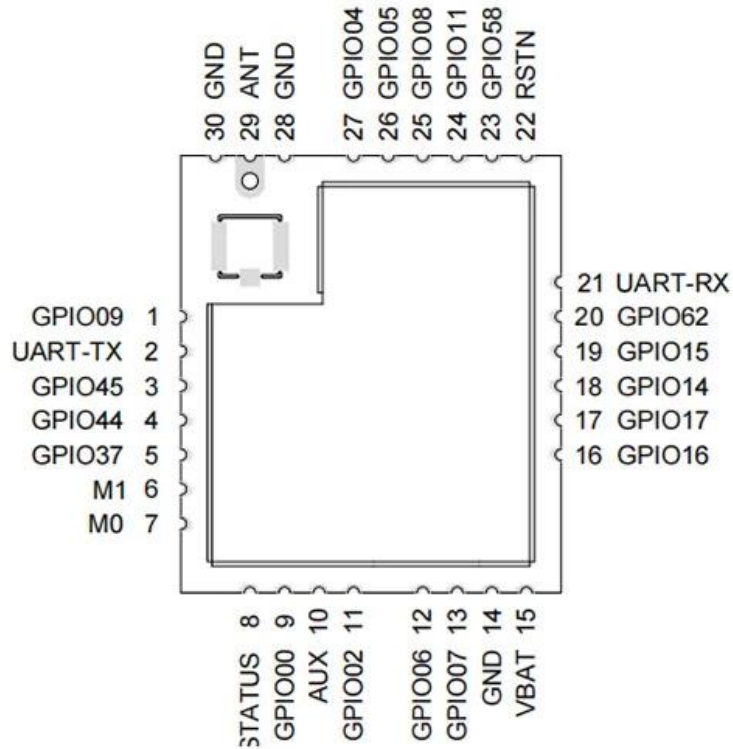 30 GND
29 ANT
28 GND
27 GPIO04
26 GPIO05
25 GPIO08
24 GPIO11
23 GPIO58
22 RSTN
GPIO09 1
UART-TX 2
GPIO45 3
GPIO44 4
GPIO37 5
M1 6
M0 7
21 UART-RX
20 GPIO62
19 GPIO15
18 GPIO14
17 GPIO17
16 GPIO16
STATUS 8
GPIO00 9
AUX 10
GPIO02 11
GPIO06 12
GPIO07 13
GND 14
VBAT 15